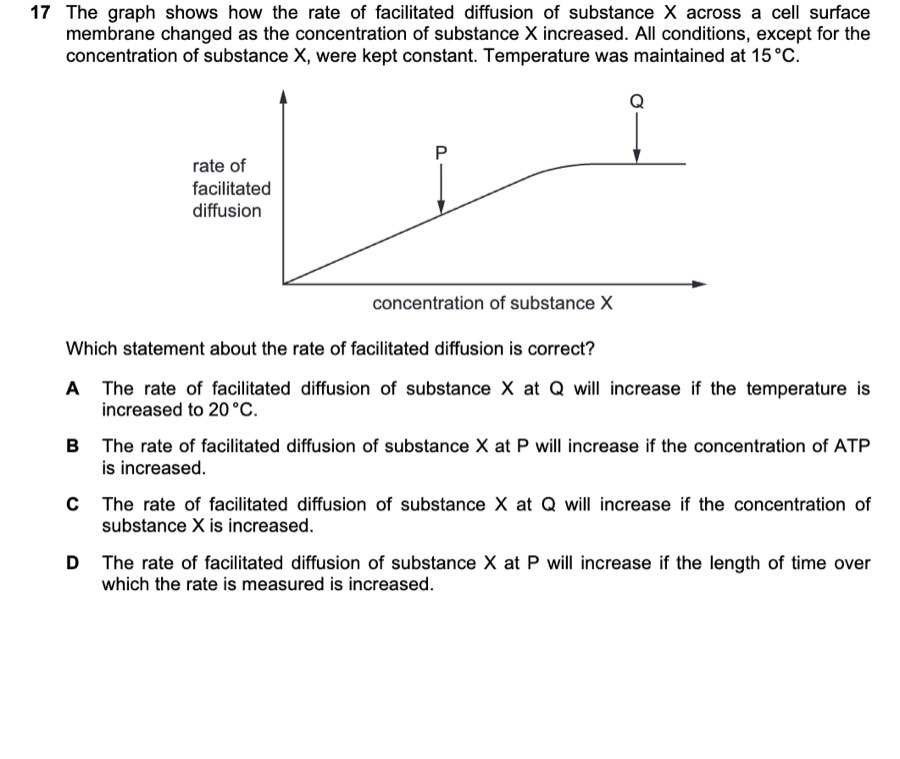 17 The graph shows how the rate of facilitated diffusion of substance X across a cell surface
membrane changed as the concentration of substance X increased. All conditions, except for the
concentration of substance X, were kept constant. Temperature was maintained at 15 °C.
Q
P
rate of
facilitated
diffusion
concentration of substance X
Which statement about the rate of facilitated diffusion is correct?
A The rate of facilitated diffusion of substance X at Q will increase if the temperature is
increased to 20 °C.
B The rate of facilitated diffusion of substance X at P will increase if the concentration of ATP
is increased.
C The rate of facilitated diffusion of substance X at Q will increase if the concentration of
substance X is increased.
D The rate of facilitated diffusion of substance X at P will increase if the length of time over
which the rate is measured is increased.